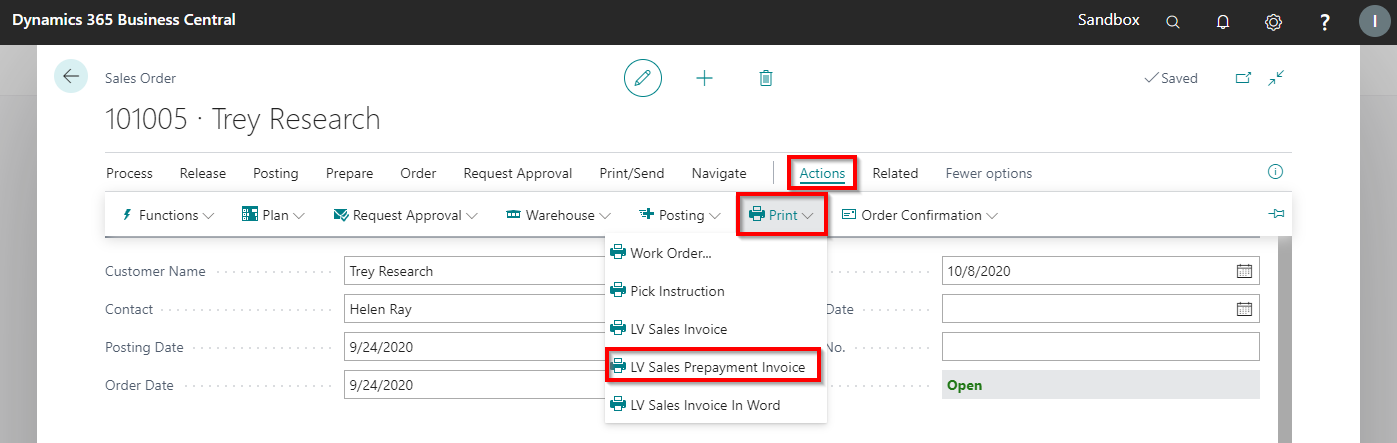 Dynamics 365 Business Central
Sandbox
?
I
Sales Order
Saved
101005 · Trey Research
Process Release Posting Prepare Order Request Approval Print/Send Navigate Actions Related Fewer options
Functions Plan Request Approval Warehouse Posting Print Order Confirmation
Work Order...
Pick Instruction
LV Sales Invoice
LV Sales Prepayment Invoice
LV Sales Invoice In Word
Customer Name Trey Research
Contact Helen Ray
Posting Date 9/24/2020
Order Date 9/24/2020
10/8/2020
Date
No.
Open